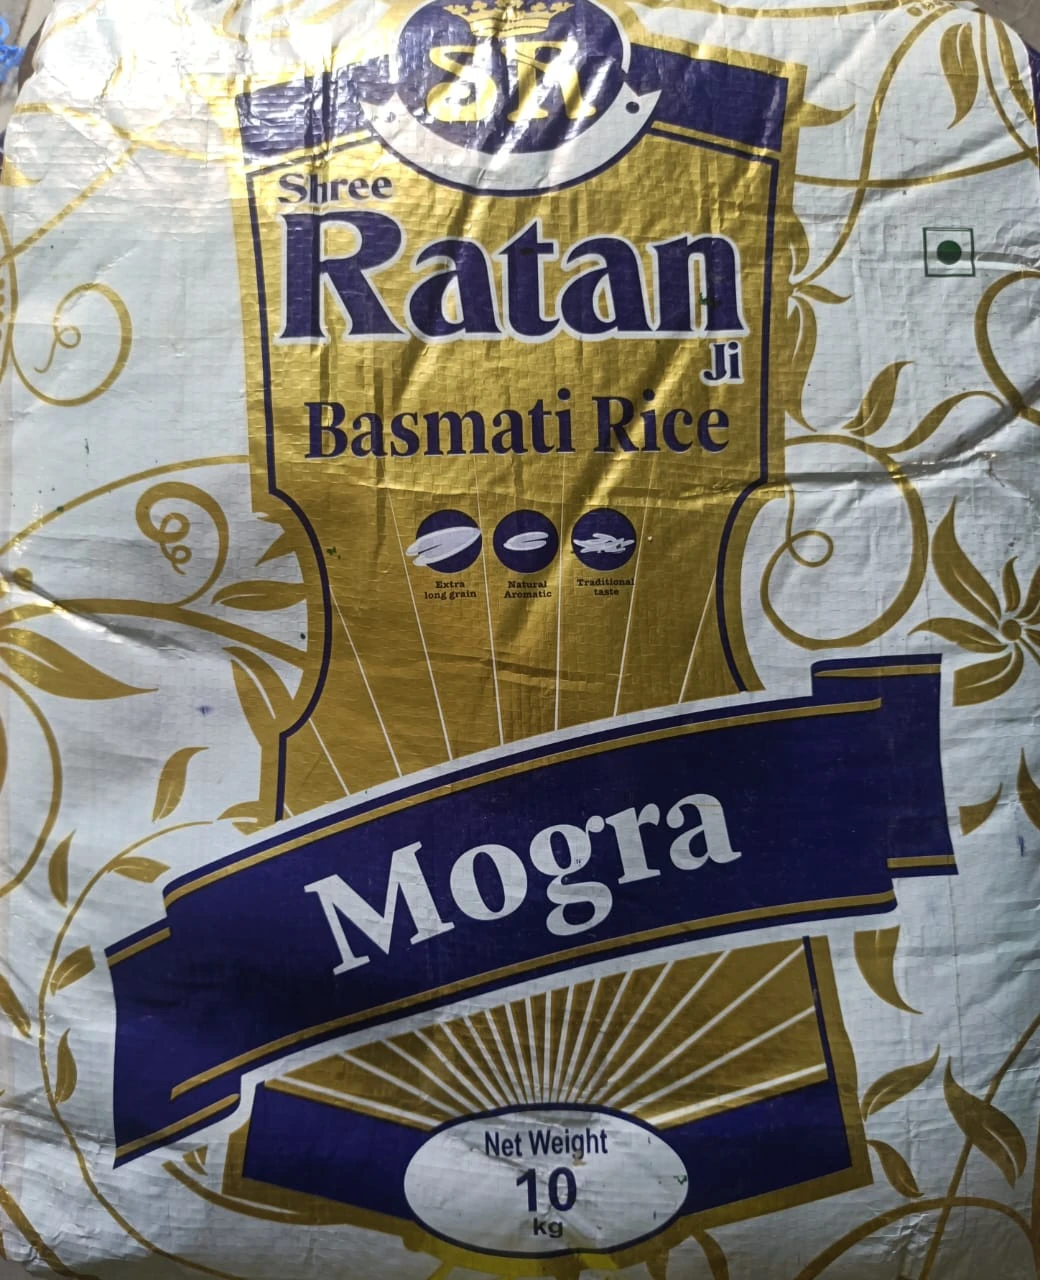 SR
Shree
Ratan
Ji
Basmati Rice
Extra
long grain
Natural
Aromatic
Traditional
taste
Mogra
Net Weight
10
kg